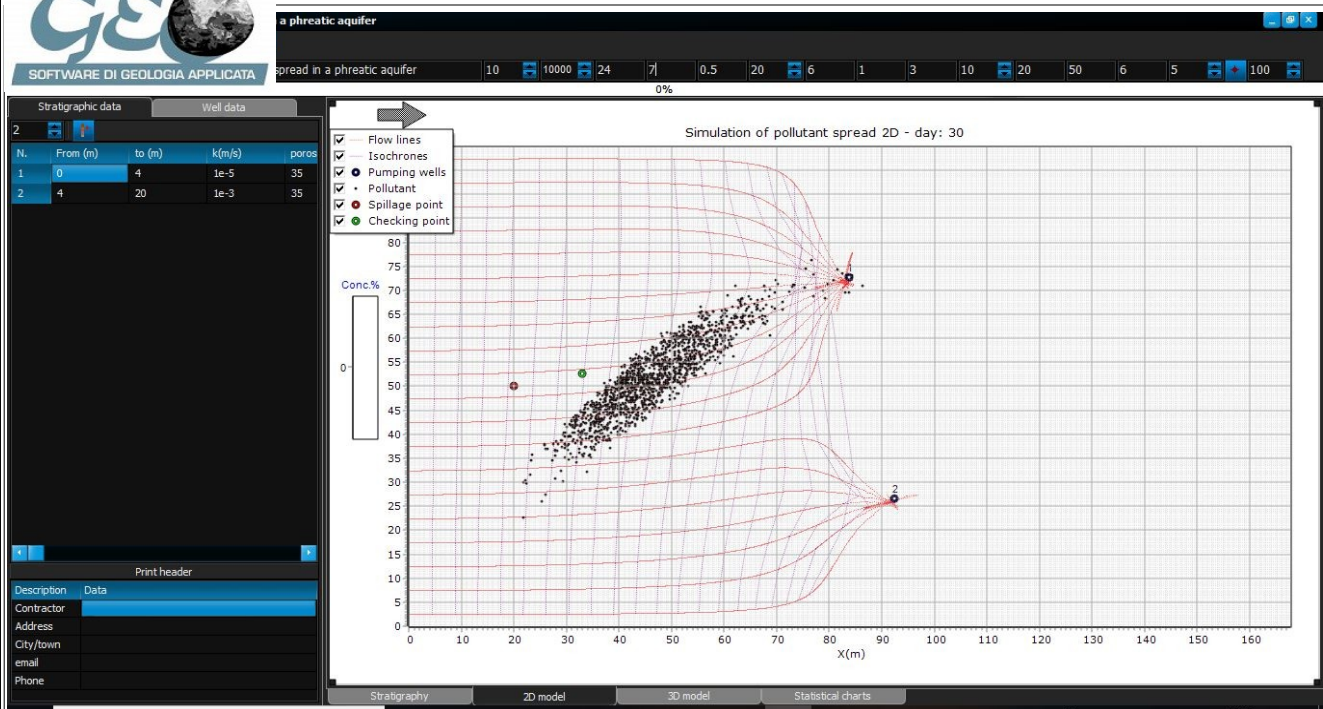 GEO
SOFTWARE DI GEOLOGIA APPLICATA
a phreatic aquifer
spread in a phreatic aquifer 10 10000 24 7 0.5 20 6 1 3 10 20 50 6 5 100
0%
Stratigraphic data Well data
2
N. From (m) to (m) k(m/s) poros
1 0 4 1e-5 35
2 4 20 1e-3 35
Print header
Description Data
Contractor
Address
City/town
email
Phone
Simulation of pollutant spread 2D - day: 30
Flow lines
Isochrones
Pumping wells
Pollutant
Spillage point
Checking point
Conc.%
0
80
75
70
65
60
55
50
45
40
35
30
25
20
15
10
5
0
2
0 10 20 30 40 50 60 70 80 90 100 110 120 130 140 150 160
X(m)
Stratigraphy 2D model 3D model Statistical charts